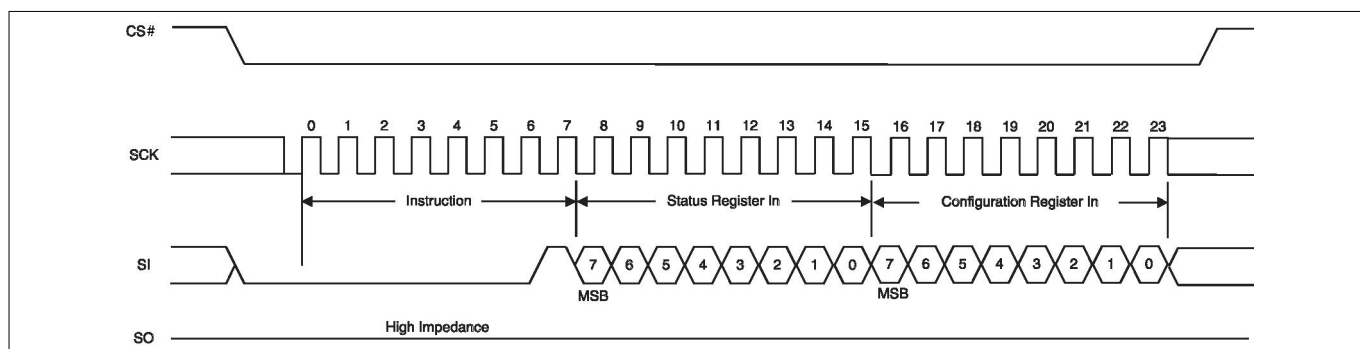 CS#
0 1 2 3 4 5 6 7 8 9 10 11 12 13 14 15 16 17 18 19 20 21 22 23
SCK
Instruction Status Register In Configuration Register In
SI 7 6 5 4 3 2 1 0 7 6 5 4 3 2 1 0
MSB MSB
High Impedance
SO